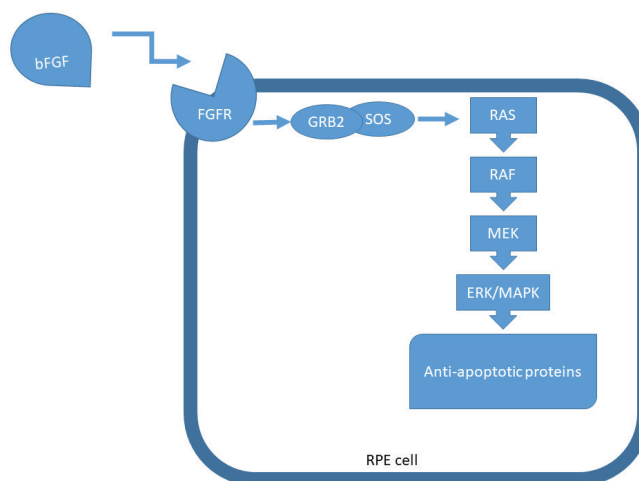 bFGF
FGFR
GRB2
SOS
RAS
RAF
MEK
ERK/MAPK
Anti-apoptotic proteins
RPE cell